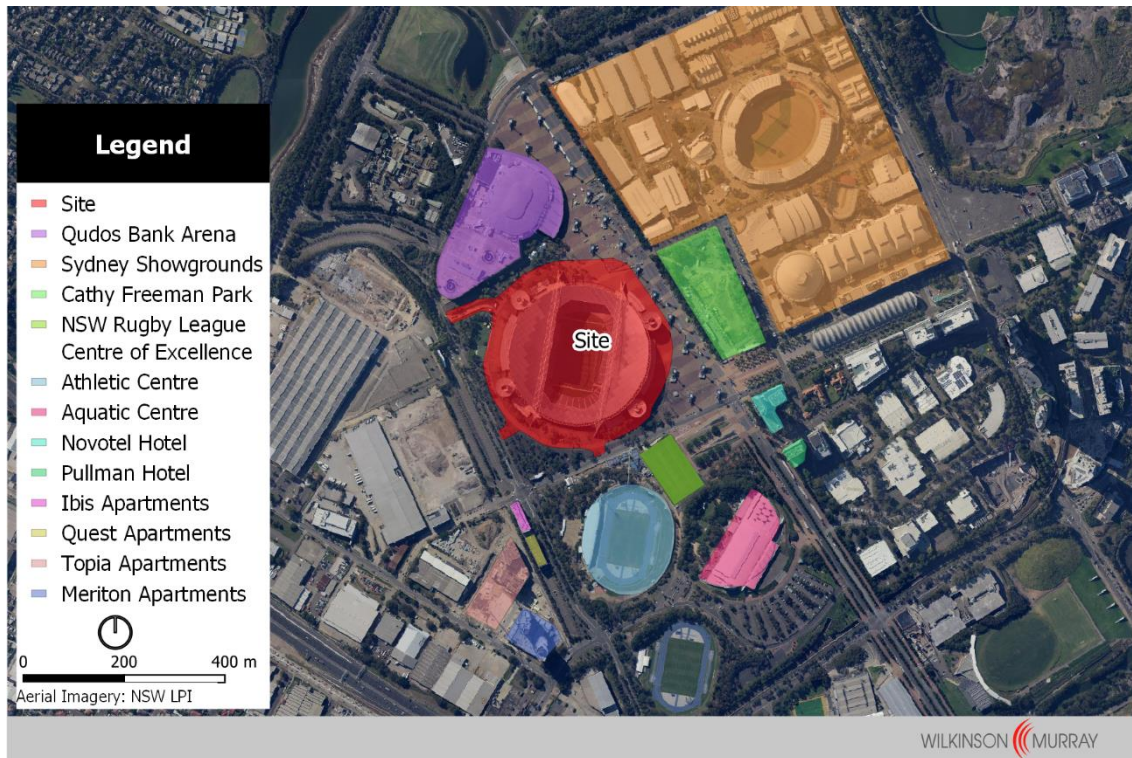 Legend
Site
Qudos Bank Arena
Sydney Showgrounds
Cathy Freeman Park
NSW Rugby League
Centre of Excellence
Athletic Centre
Aquatic Centre
Novotel Hotel
Pullman Hotel
Ibis Apartments
Quest Apartments
Topia Apartments
Meriton Apartments
0 200 400 m
Aerial Imagery: NSW LPI
Site
WILKINSON MURRAY